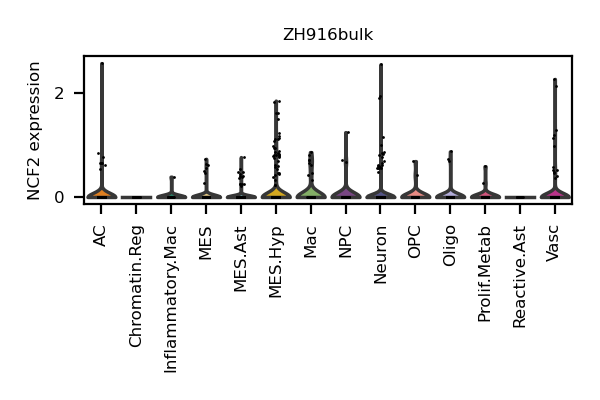 ZH916bulk
NCF2 expression
2
0
AC
Chromatin.Reg
Inflammatory.Mac
MES
MES.Ast
MES.Hyp
Mac
NPC
Neuron
OPC
Oligo
Prolif.Metab
Reactive.Ast
Vasc